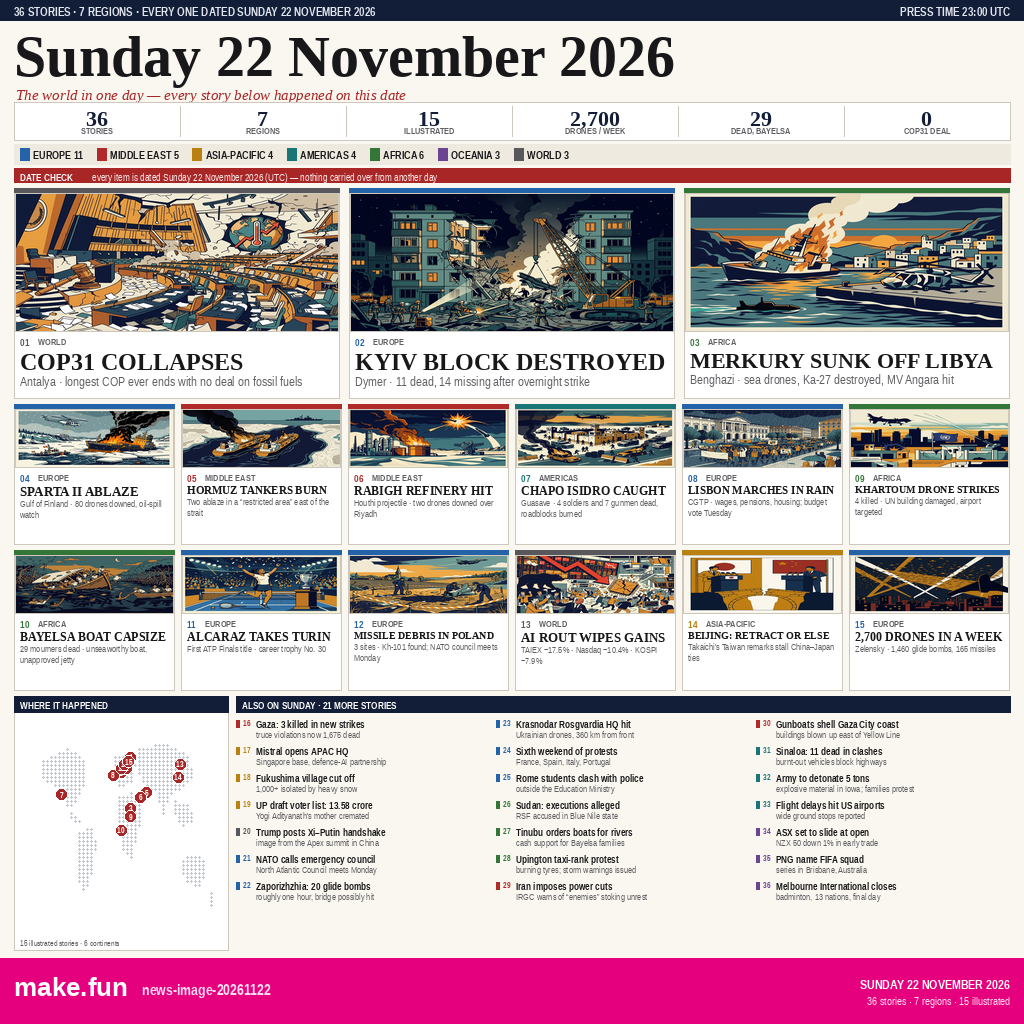 36 STORIES · 7 REGIONS · EVERY ONE DATED SUNDAY 22 NOVEMBER 2026
PRESS TIME 23:00 UTC
Sunday 22 November 2026
The world in one day — every story below happened on this date
36
STORIES
7
REGIONS
15
ILLUSTRATED
2,700
DRONES / WEEK
29
DEAD, BAYELSA
0
COP31 DEAL
EUROPE 11
MIDDLE EAST 5
ASIA-PACIFIC 4
AMERICAS 4
AFRICA 6
OCEANIA 3
WORLD 3
DATE CHECK every item is dated Sunday 22 November 2026 (UTC) — nothing carried over from another day
01 WORLD
COP31 COLLAPSES
Antalya · longest COP ever ends with no deal on fossil fuels
02 EUROPE
KYIV BLOCK DESTROYED
Dymer · 11 dead, 14 missing after overnight strike
03 AFRICA
MERKURY SUNK OFF LIBYA
Benghazi · sea drones, Ka-27 destroyed, MV Angara hit
04 EUROPE
SPARTA II ABLAZE
Gulf of Finland · 80 drones downed, oil-spill
watch
05 MIDDLE EAST
HORMUZ TANKERS BURN
Two ablaze in a "restricted area" east of the
strait
06 MIDDLE EAST
RABIGH REFINERY HIT
Houthi projectile · two drones downed over
Riyadh
07 AMERICAS
CHAPO ISIDRO CAUGHT
Guasave · 4 soldiers and 7 gunmen dead,
roadblocks burned
08 EUROPE
LISBON MARCHES IN RAIN
CGTP · wages, pensions, housing; budget
vote Tuesday
09 AFRICA
KHARTOUM DRONE STRIKES
4 killed · UN building damaged, airport
targeted
10 AFRICA
BAYELSA BOAT CAPSIZE
29 mourners dead · unseaworthy boat,
unapproved jetty
11 EUROPE
ALCARAZ TAKES TURIN
First ATP Finals title · career trophy No. 30
12 EUROPE
MISSILE DEBRIS IN POLAND
3 sites · Kh-101 found; NATO council meets
Monday
13 WORLD
AI ROUT WIPES GAINS
TAIEX −17.5% · Nasdaq −10.4% · KOSPI
−7.9%
14 ASIA-PACIFIC
BEIJING: RETRACT OR ELSE
Takaichi's Taiwan remarks stall China–Japan
ties
15 EUROPE
2,700 DRONES IN A WEEK
Zelensky · 1,460 glide bombs, 165 missiles
WHERE IT HAPPENED
7
8
15
13
14
6
9
10
15 illustrated stories · 6 continents
ALSO ON SUNDAY · 21 MORE STORIES
16 Gaza: 3 killed in new strikes
truce violations now 1,675 dead
17 Mistral opens APAC HQ
Singapore base, defence-AI partnership
18 Fukushima village cut off
1,000+ isolated by heavy snow
19 UP draft voter list: 13.58 crore
Yogi Adityanath's mother cremated
20 Trump posts Xi–Putin handshake
image from the Apex summit in China
21 NATO calls emergency council
North Atlantic Council meets Monday
22 Zaporizhzhia: 20 glide bombs
roughly one hour, bridge possibly hit
23 Krasnodar Rosgvardia HQ hit
Ukrainian drones, 360 km from front
24 Sixth weekend of protests
France, Spain, Italy, Portugal
25 Rome students clash with police
outside the Education Ministry
26 Sudan: executions alleged
RSF accused in Blue Nile state
27 Tinubu orders boats for rivers
cash support for Bayelsa families
28 Upington taxi-rank protest
burning tyres; storm warnings issued
29 Iran imposes power cuts
IRGC warns of "enemies" stoking unrest
30 Gunboats shell Gaza City coast
buildings blown up east of Yellow Line
31 Sinaloa: 11 dead in clashes
burnt-out vehicles block highways
32 Army to detonate 5 tons
explosive material in Iowa; families protest
33 Flight delays hit US airports
wide ground stops reported
34 ASX set to slide at open
NZX 50 down 1% in early trade
35 PNG name FIFA squad
series in Brisbane, Australia
36 Melbourne International closes
badminton, 13 nations, final day
make.fun news-image-20261122
SUNDAY 22 NOVEMBER 2026
36 stories · 7 regions · 15 illustrated